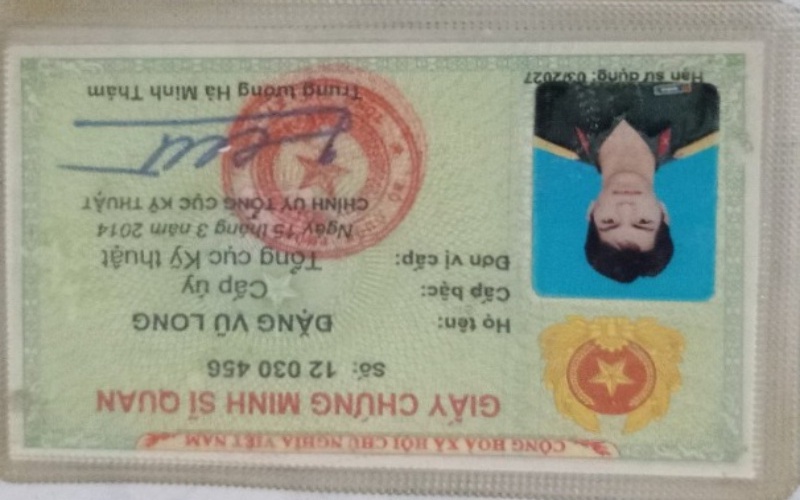 CỘNG HOÀ XÃ HỘI CHỦ NGHĨA VIỆT NAM
GIẤY CHỨNG MINH SĨ QUAN
Số: 12 030 456
Họ tên: ĐẶNG VŨ LONG
Cấp bậc: Cấp úy
Đơn vị cấp: Tổng cục Kỹ thuật
Ngày 15 tháng 3 năm 2014
CHÍNH ỦY TỔNG CỤC KỸ THUẬT
Trung tướng Hà Minh Thám
Hạn sử dụng: 03/2027